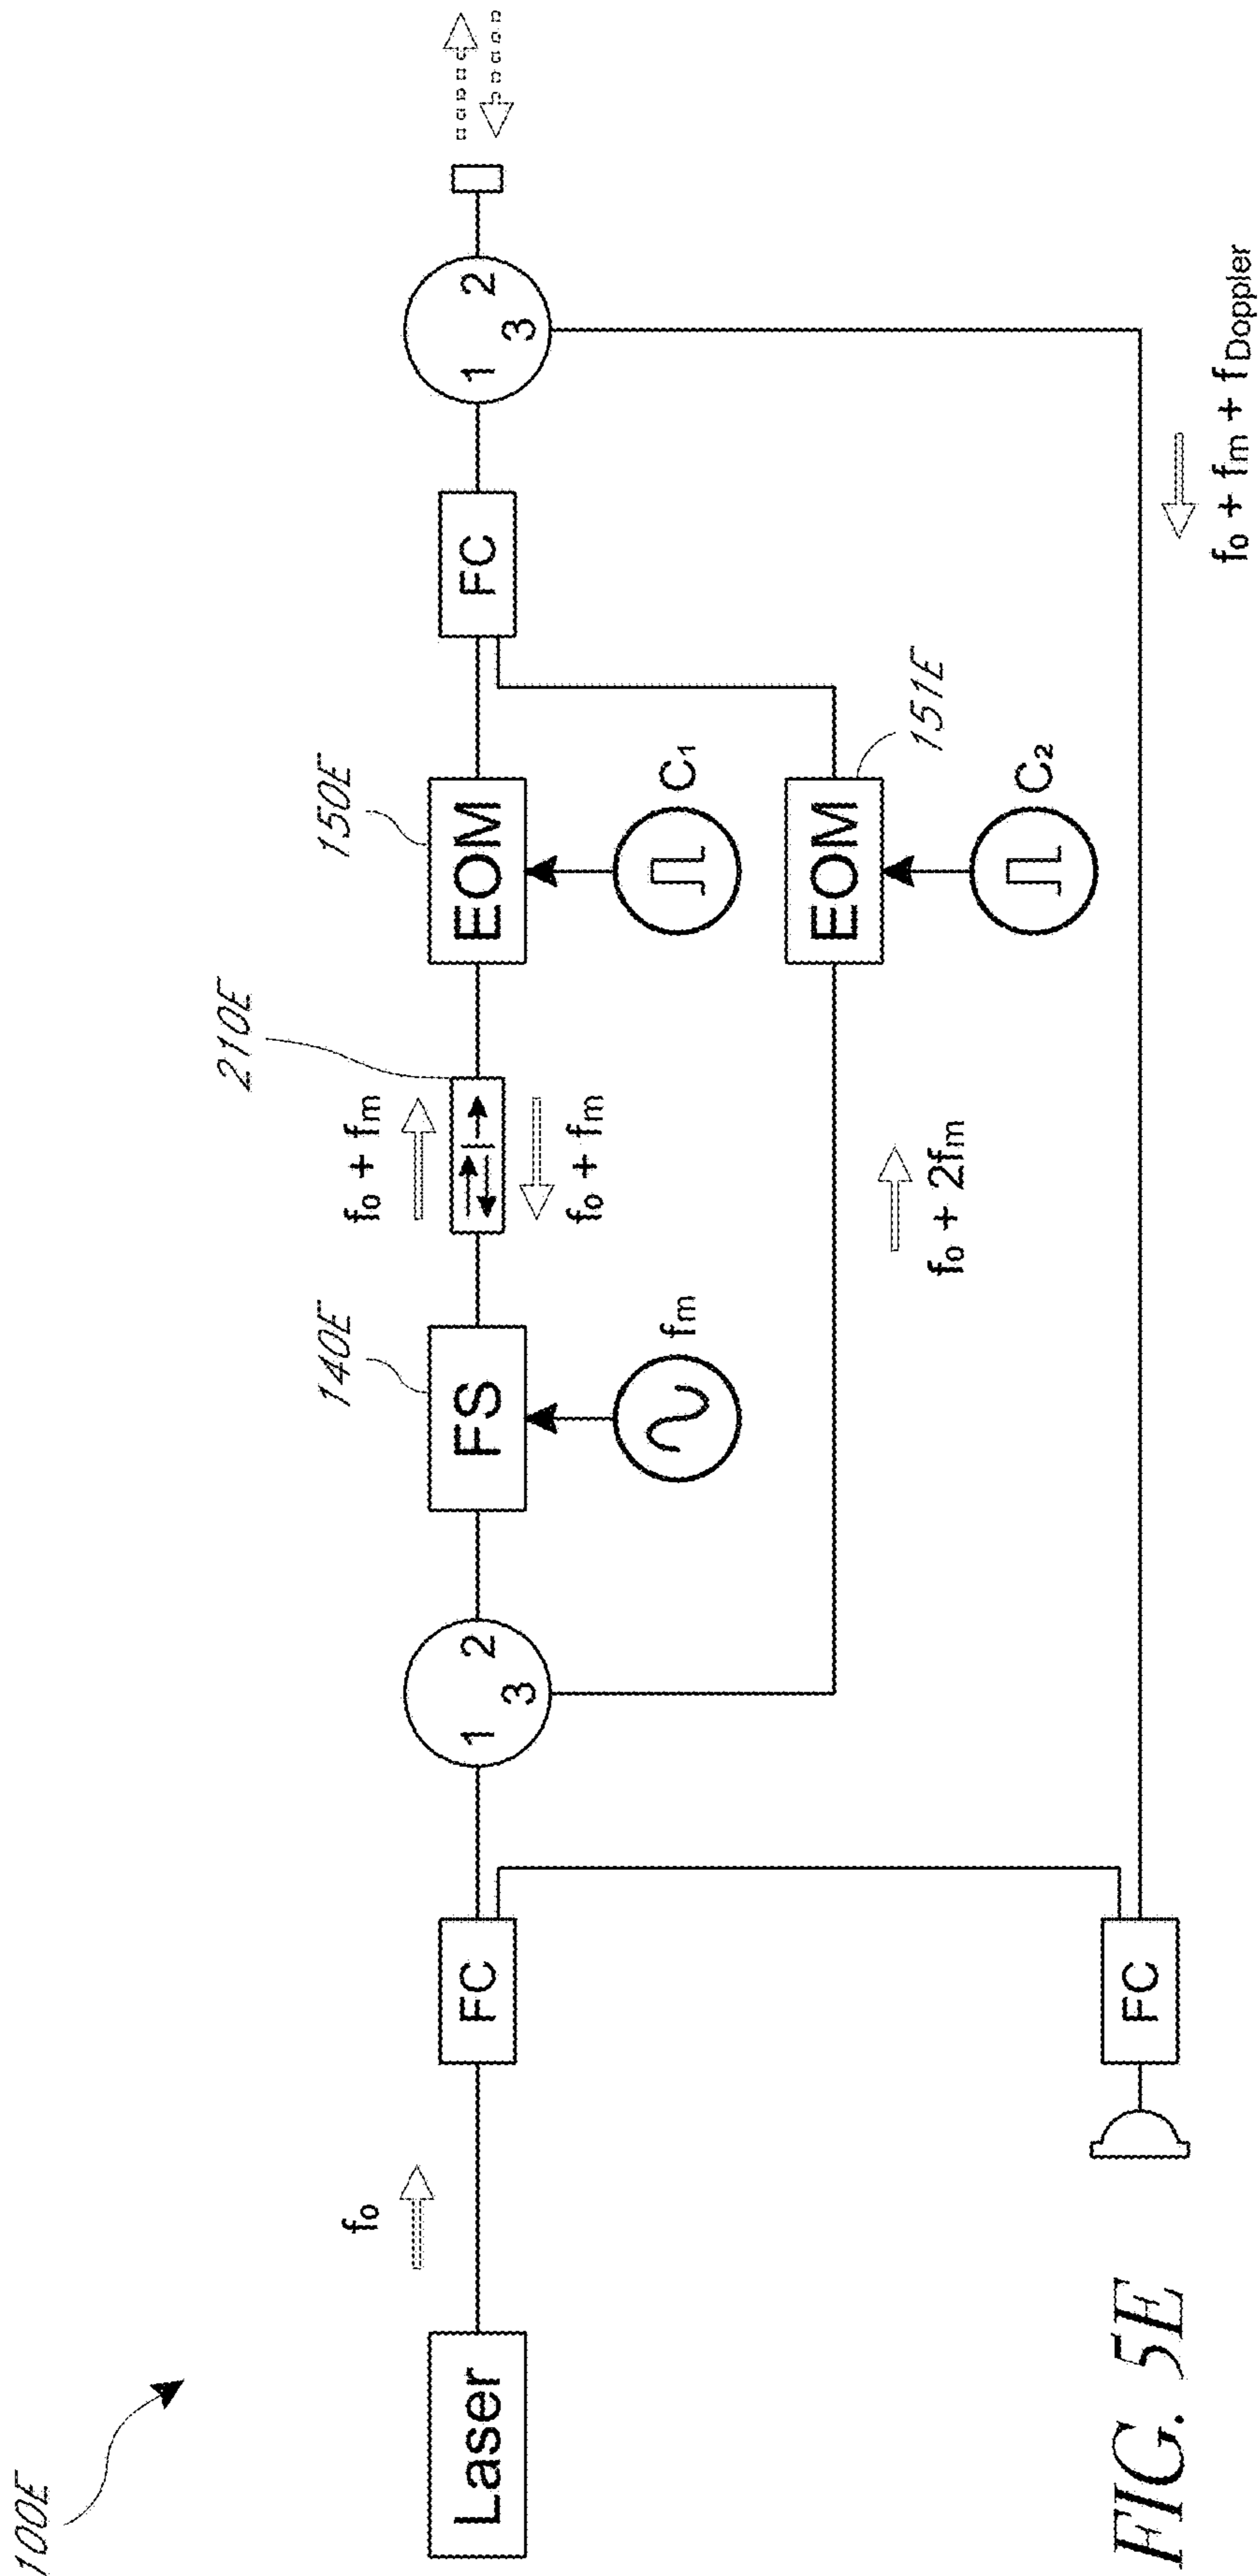 100E
210E
f₀ + fₘ
140E
150E
f₀
Laser
FC
1 2
3
FS
EOM
FC
1 2
3
f₀ + fₘ
fₘ
C₁
151E
EOM
f₀ + 2fₘ
C₂
FC
f₀ + fₘ + fDoppler
FIG. 5E